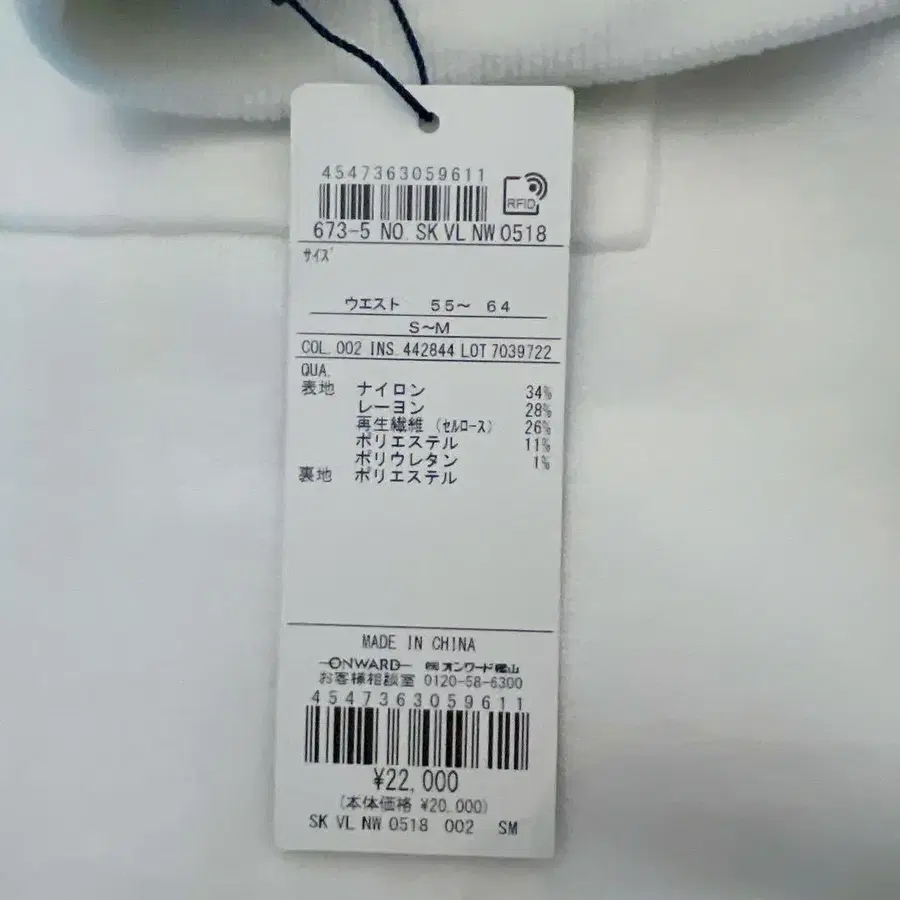 4547363059611
RFID
673-5 NO. SK VL NW 0518
サイズ
ウエスト 55~ 64
S~M
COL. 002 INS. 442844 LOT 7039722
QUA.
表地 ナイロン 34%
レーヨン 28%
再生繊維 (セルロース) 26%
ポリエステル 11%
ポリウレタン 1%
裏地 ポリエステル
MADE IN CHINA
ONWARD ㈱オンワード樫山
お客様相談室 0120-58-6300
4547363059611
¥22,000
(本体価格 ¥20,000)
SK VL NW 0518 002 SM